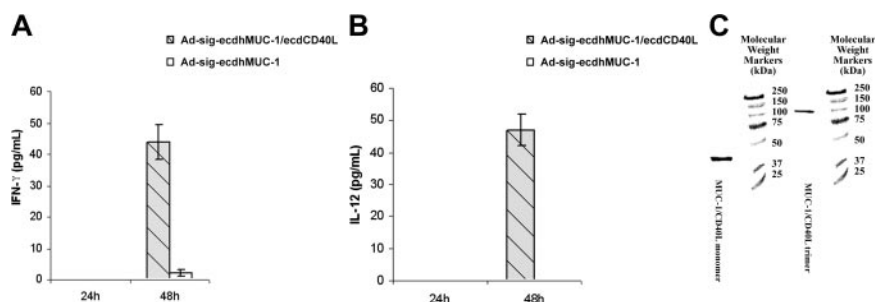 A
Ad-sig-ecdhMUC-1/ecdCD40L
Ad-sig-ecdhMUC-1
IFN-γ (pg/mL)
60
50
40
30
20
10
0
24h
48h
B
Ad-sig-ecdhMUC-1/ecdCD40L
Ad-sig-ecdhMUC-1
IL-12 (pg/mL)
60
50
40
30
20
10
0
24h
48h
C
Molecular
Weight
Markers
(kDa)
250
150
100
75
50
37
25
Molecular
Weight
Markers
(kDa)
250
150
100
75
50
37
25
MUC-1/CD40L monomer
MUC-1/CD40L trimer